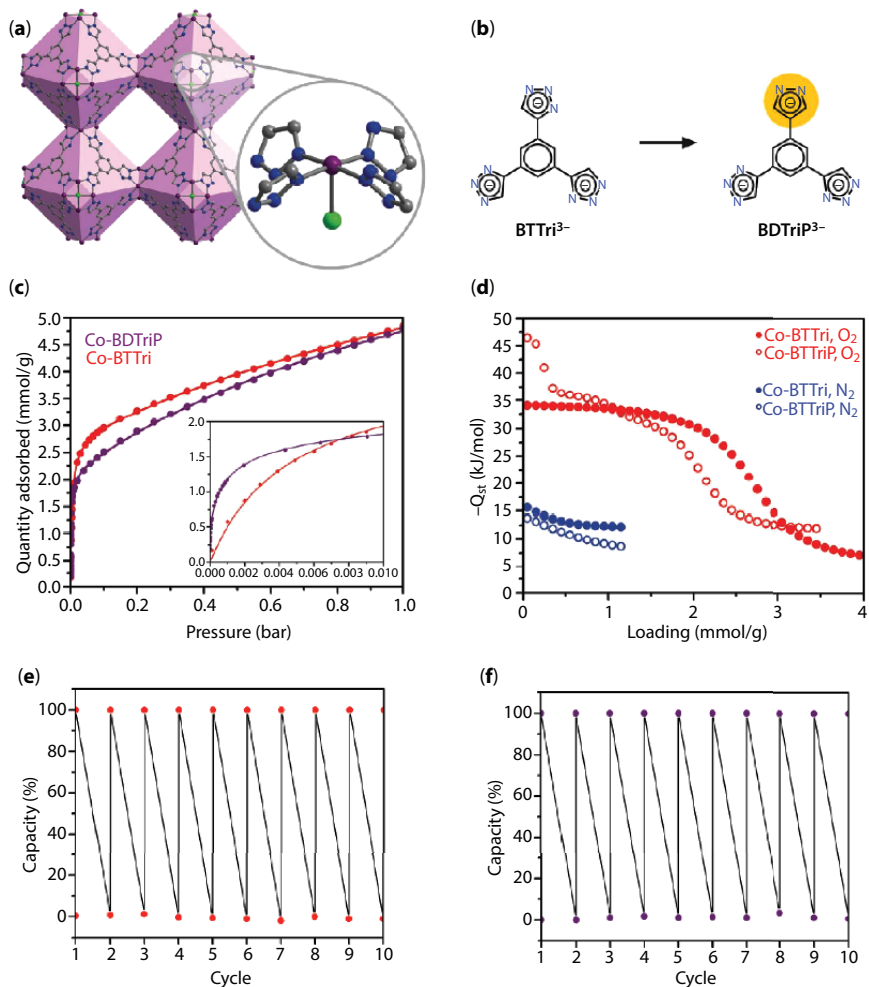 (a)
(b)
N
N
N
N
N
N
N
N
N
BTTri3−
N
N
N
N
N
N
N
N
BDTriP3−
(c)
5.0
4.5
4.0
3.5
3.0
2.5
2.0
1.5
1.0
0.5
0.0
Quantity adsorbed (mmol/g)
Co-BDTriP
Co-BTTri
2.0
1.5
1.0
0.5
0.0
0.000 0.002 0.004 0.006 0.003 0.010
0.0 0.2 0.4 0.6 0.8 1.0
Pressure (bar)
(d)
50
45
40
35
30
25
20
15
10
5
0
−Qst (kJ/mol)
Co-BTTri, O2
Co-BTTriP, O2
Co-BTTri, N2
Co-BTTriP, N2
0 1 2 3 4
Loading (mmol/g)
(e)
100
80
60
40
20
0
Capacity (%)
1 2 3 4 5 6 7 8 9 10
Cycle
(f)
100
80
60
40
20
0
Capacity (%)
1 2 3 4 5 6 7 8 9 10
Cycle